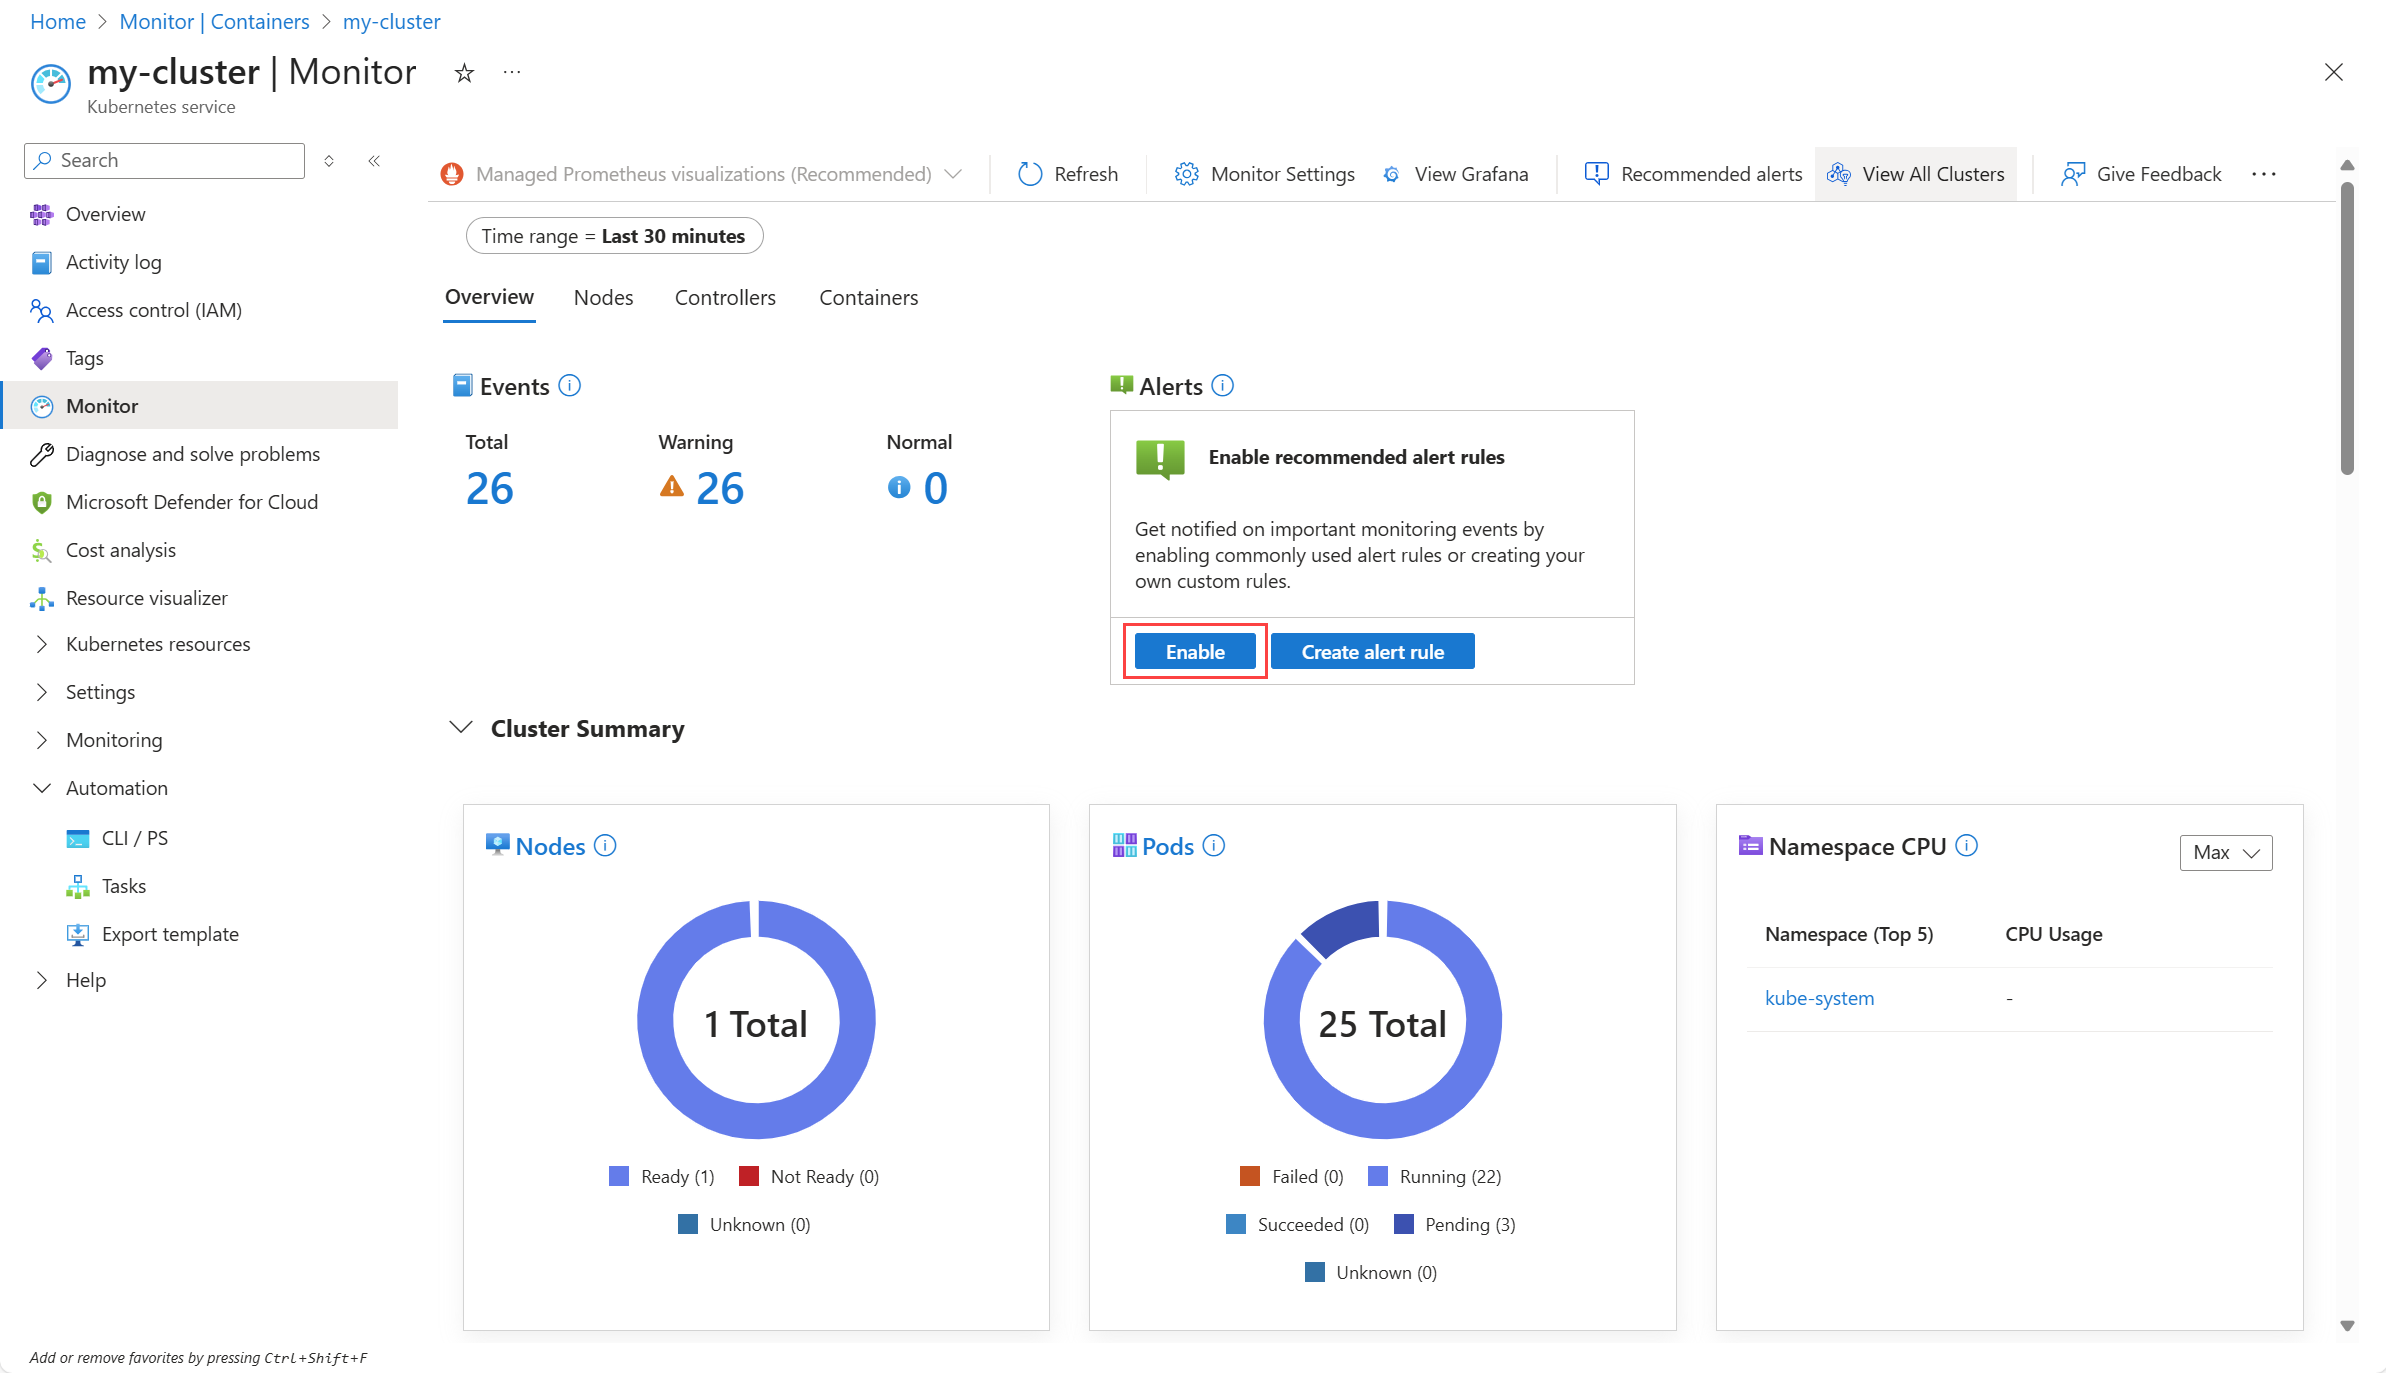 Home > Monitor | Containers > my-cluster
my-cluster | Monitor
Kubernetes service
Search
Overview
Activity log
Access control (IAM)
Tags
Monitor
Diagnose and solve problems
Microsoft Defender for Cloud
Cost analysis
Resource visualizer
Kubernetes resources
Settings
Monitoring
Automation
CLI / PS
Tasks
Export template
Help
Add or remove favorites by pressing Ctrl+Shift+F
Managed Prometheus visualizations (Recommended) Refresh Monitor Settings View Grafana Recommended alerts View All Clusters Give Feedback
Time range = Last 30 minutes
Overview Nodes Controllers Containers
Events
Total Warning Normal
26 26 0
Alerts
Enable recommended alert rules
Get notified on important monitoring events by
enabling commonly used alert rules or creating your
own custom rules.
Enable Create alert rule
Cluster Summary
Nodes
1 Total
Ready (1) Not Ready (0)
Unknown (0)
Pods
25 Total
Failed (0) Running (22)
Succeeded (0) Pending (3)
Unknown (0)
Namespace CPU Max
Namespace (Top 5) CPU Usage
kube-system -